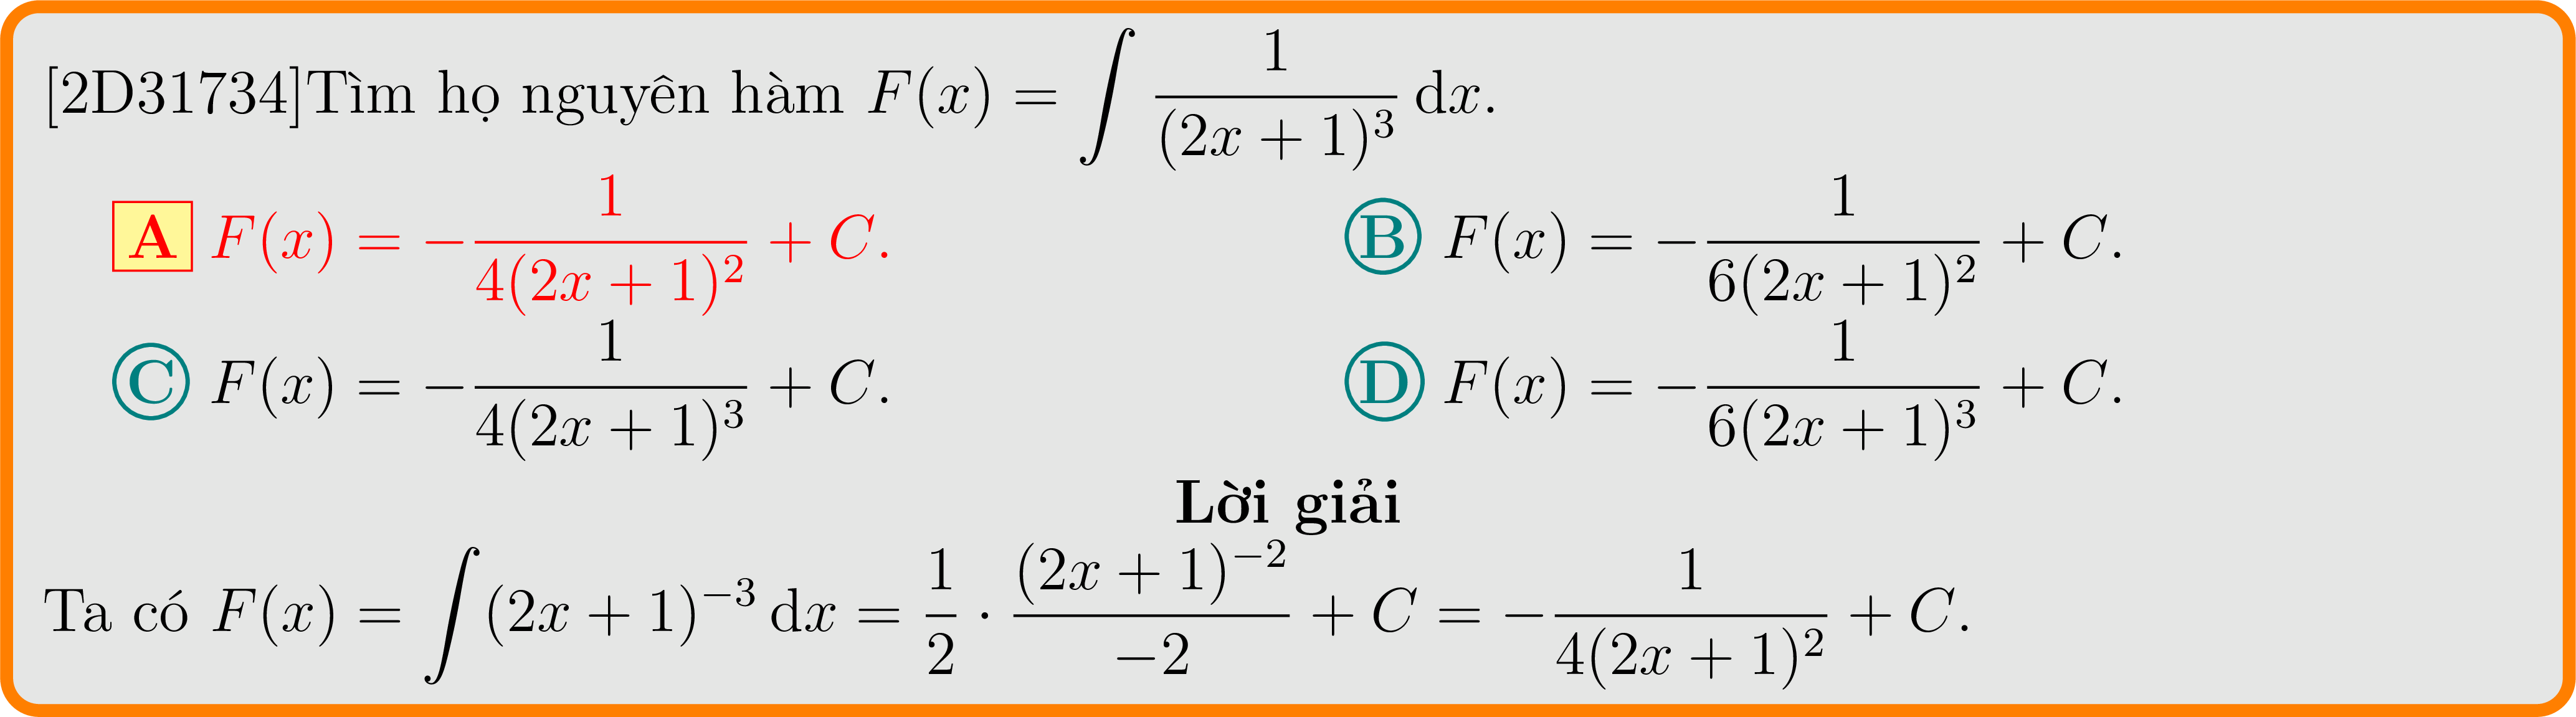 [2D31734]Tìm họ nguyên hàm $F(x) = \int \frac{1}{(2x+1)^3} \, \mathrm{d}x.$
A $F(x) = -\frac{1}{4(2x+1)^2} + C.$ B $F(x) = -\frac{1}{6(2x+1)^2} + C.$
C $F(x) = -\frac{1}{4(2x+1)^3} + C.$ D $F(x) = -\frac{1}{6(2x+1)^3} + C.$
Lời giải
Ta có $F(x) = \int (2x+1)^{-3} \, \mathrm{d}x = \frac{1}{2} \cdot \frac{(2x+1)^{-2}}{-2} + C = -\frac{1}{4(2x+1)^2} + C.$